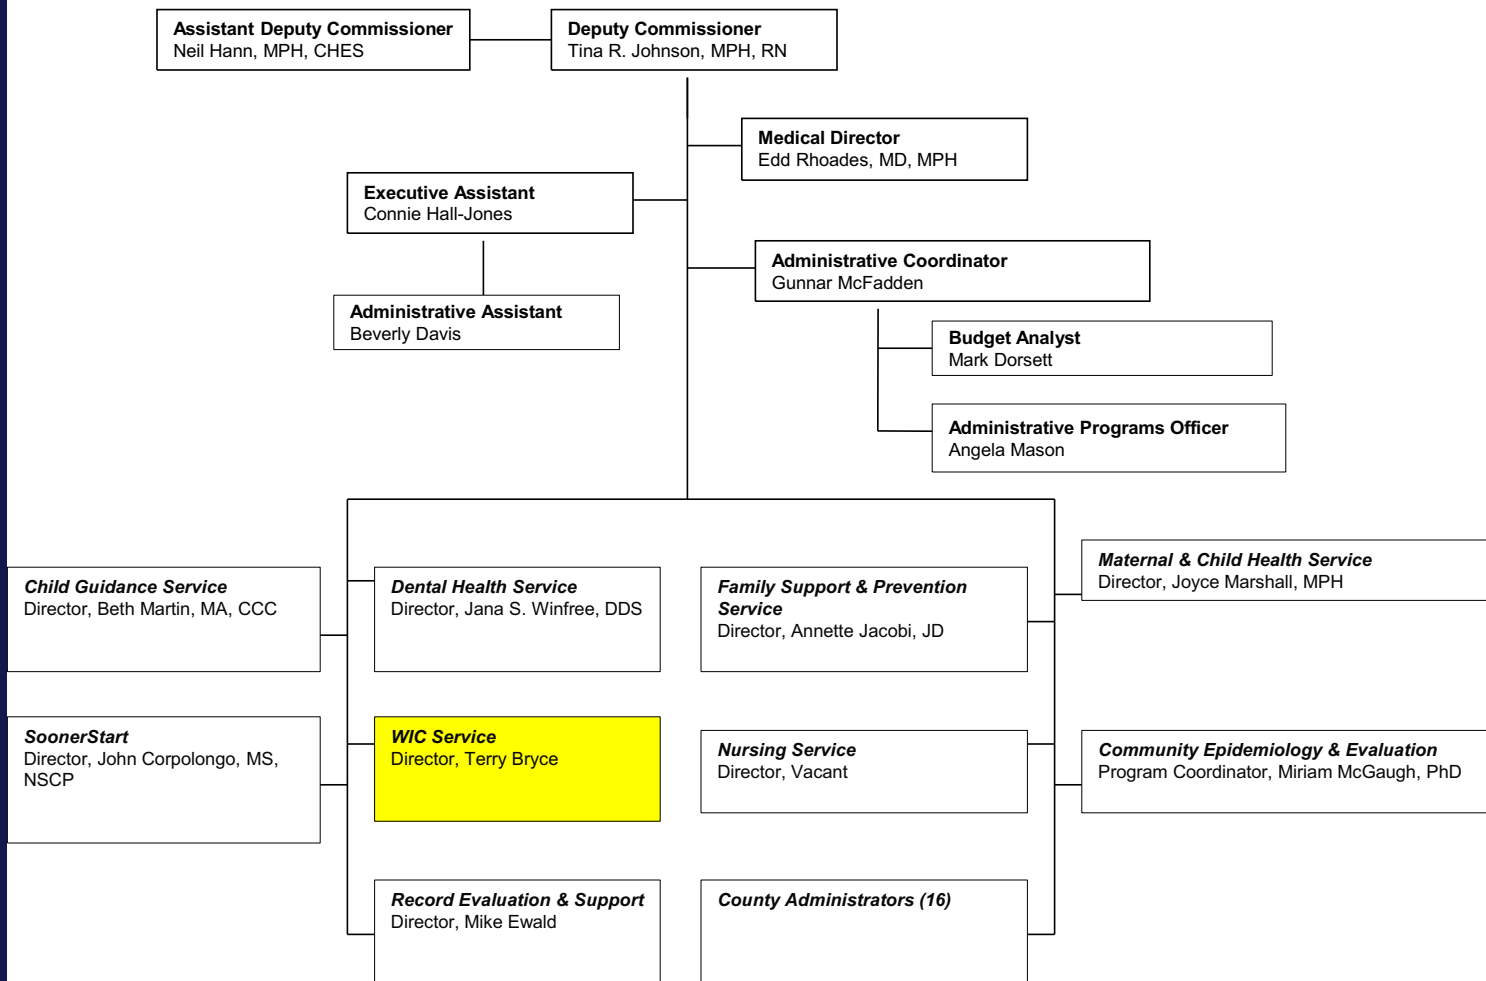 Assistant Deputy Commissioner
Neil Hann, MPH, CHES
Deputy Commissioner
Tina R. Johnson, MPH, RN
Medical Director
Edd Rhoades, MD, MPH
Executive Assistant
Connie Hall-Jones
Administrative Coordinator
Gunnar McFadden
Administrative Assistant
Beverly Davis
Budget Analyst
Mark Dorsett
Administrative Programs Officer
Angela Mason
Child Guidance Service
Director, Beth Martin, MA, CCC
Dental Health Service
Director, Jana S. Winfree, DDS
Family Support & Prevention
Service
Director, Annette Jacobi, JD
Maternal & Child Health Service
Director, Joyce Marshall, MPH
SoonerStart
Director, John Corpolongo, MS,
NSCP
WIC Service
Director, Terry Bryce
Nursing Service
Director, Vacant
Community Epidemiology & Evaluation
Program Coordinator, Miriam McGaugh, PhD
Record Evaluation & Support
Director, Mike Ewald
County Administrators (16)